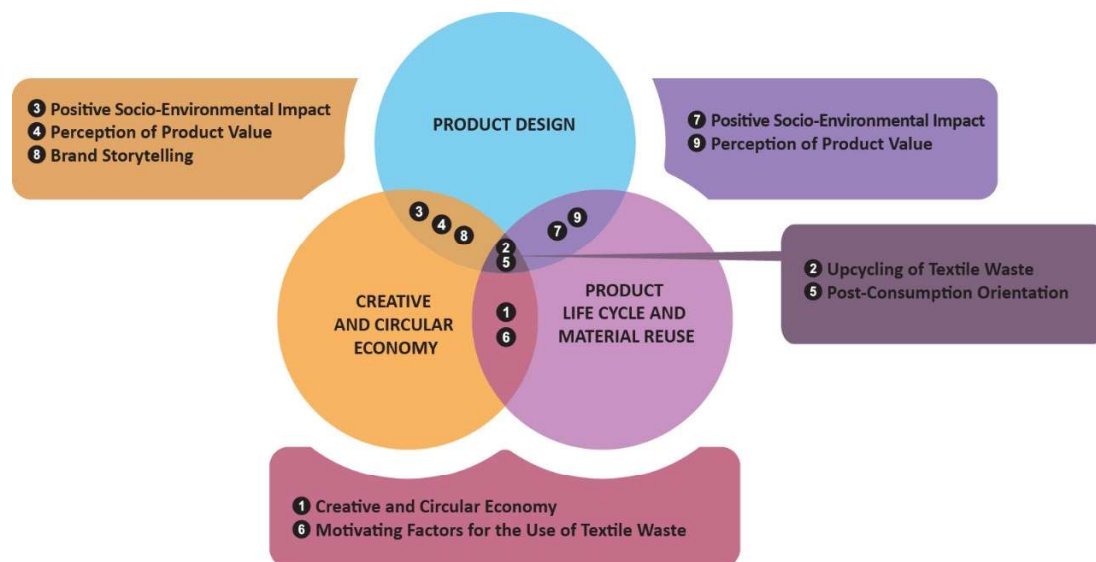 PRODUCT DESIGN
3 Positive Socio-Environmental Impact
4 Perception of Product Value
8 Brand Storytelling
7 Positive Socio-Environmental Impact
9 Perception of Product Value
3
4
8
9
7
2
5
2 Upcycling of Textile Waste
5 Post-Consumption Orientation
CREATIVE
AND CIRCULAR
ECONOMY
1
6
PRODUCT
LIFE CYCLE AND
MATERIAL REUSE
1 Creative and Circular Economy
6 Motivating Factors for the Use of Textile Waste